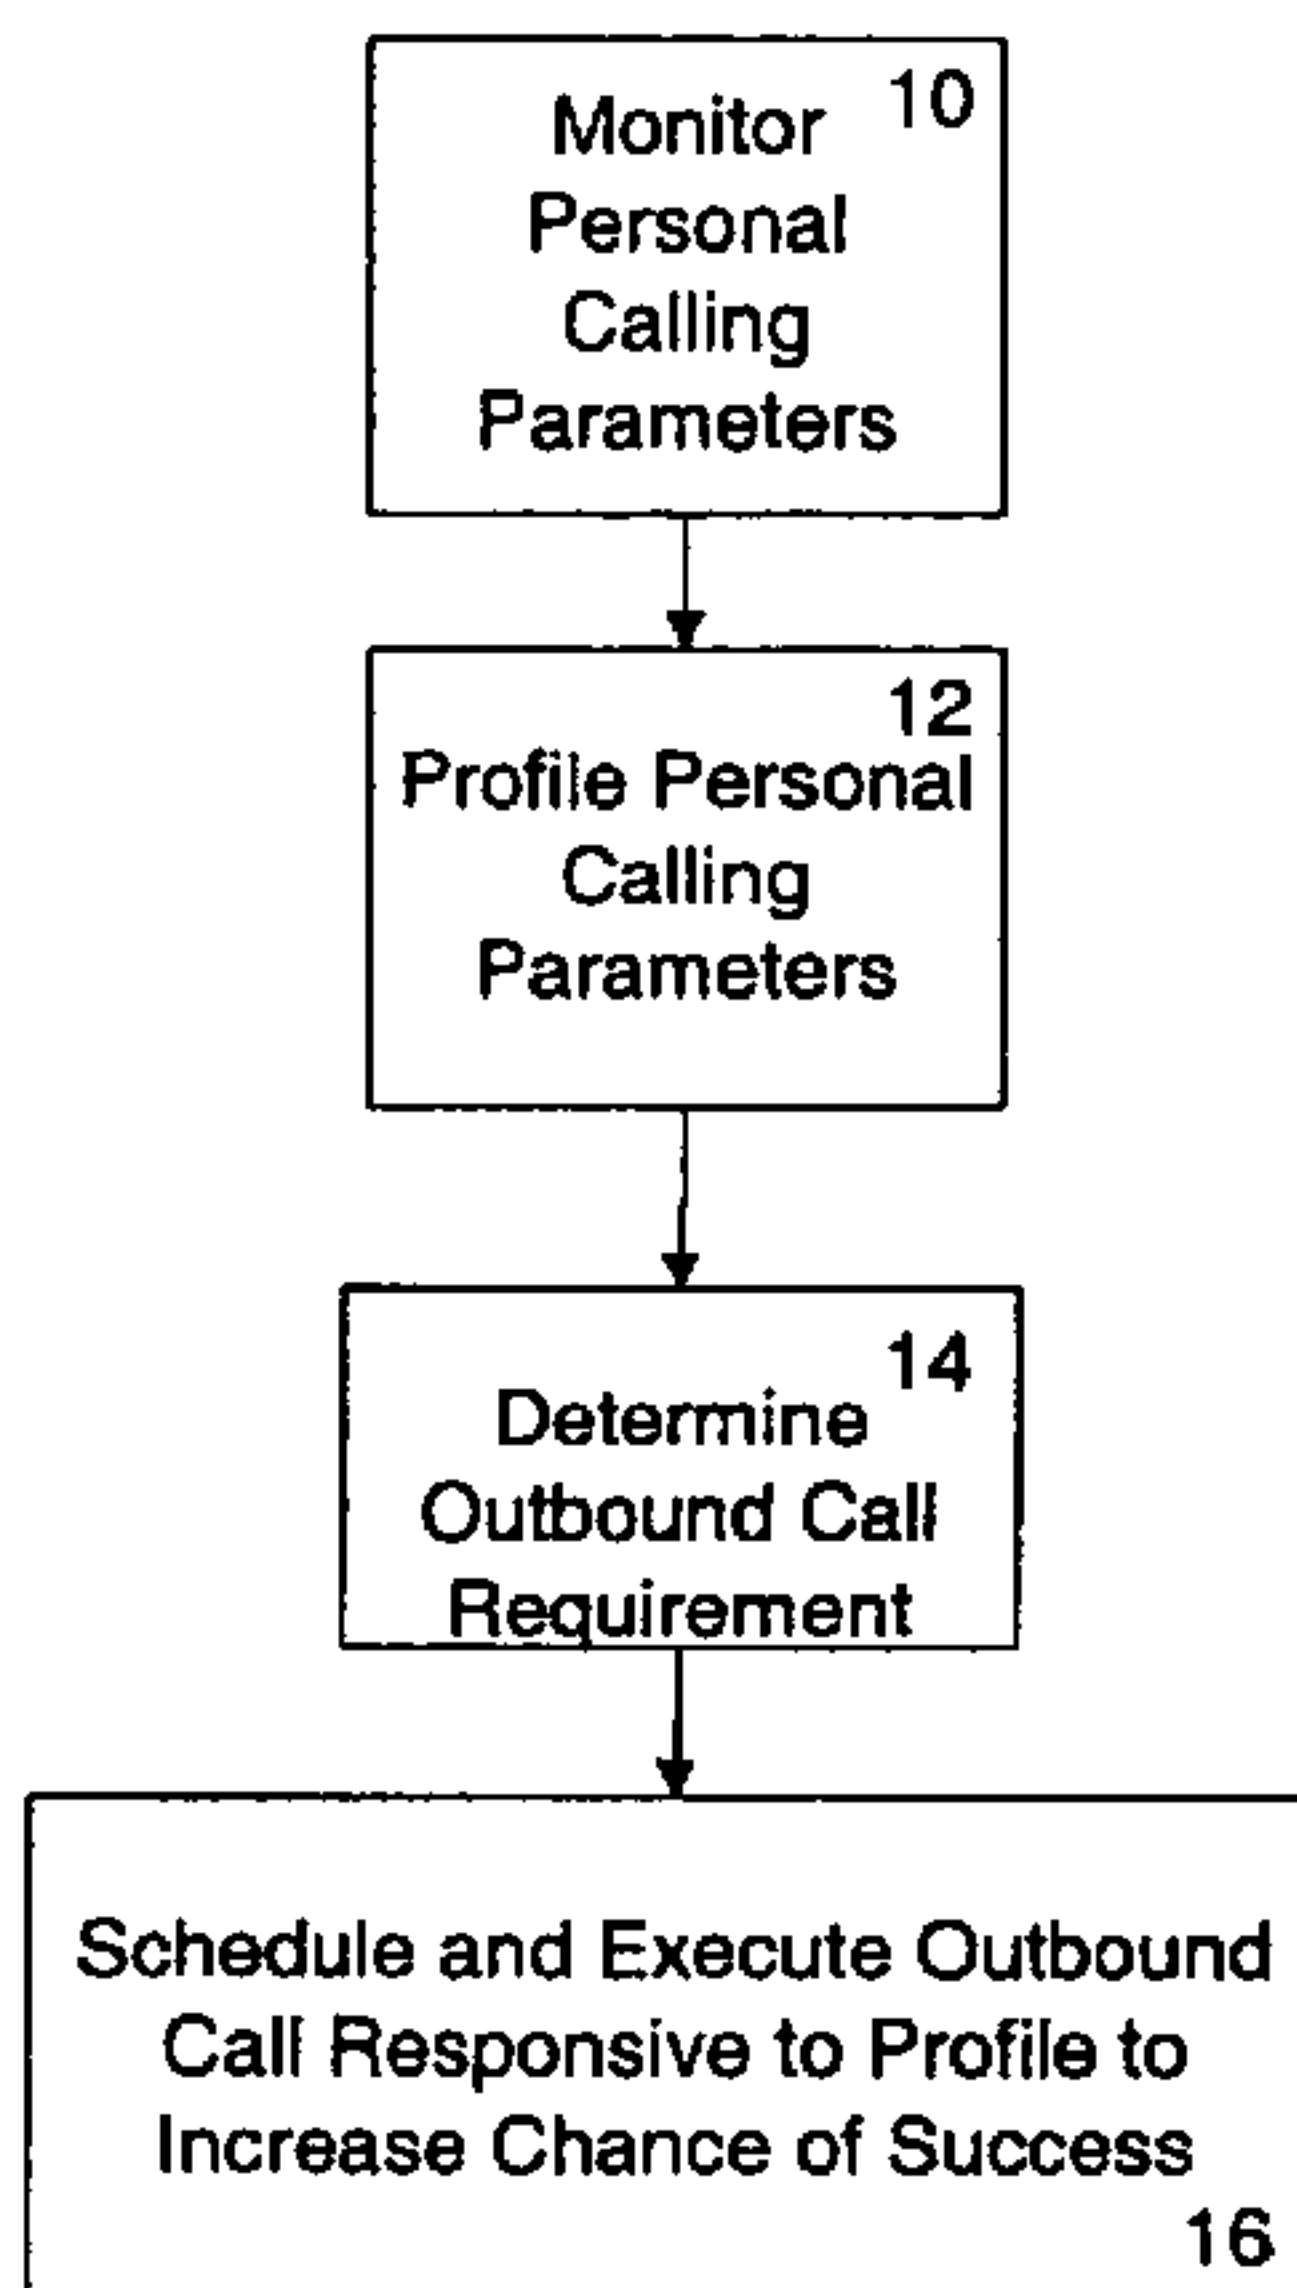 10
Monitor
Personal
Calling
Parameters
12
Profile Personal
Calling
Parameters
14
Determine
Outbound Call
Requirement
Schedule and Execute Outbound
Call Responsive to Profile to
Increase Chance of Success
16